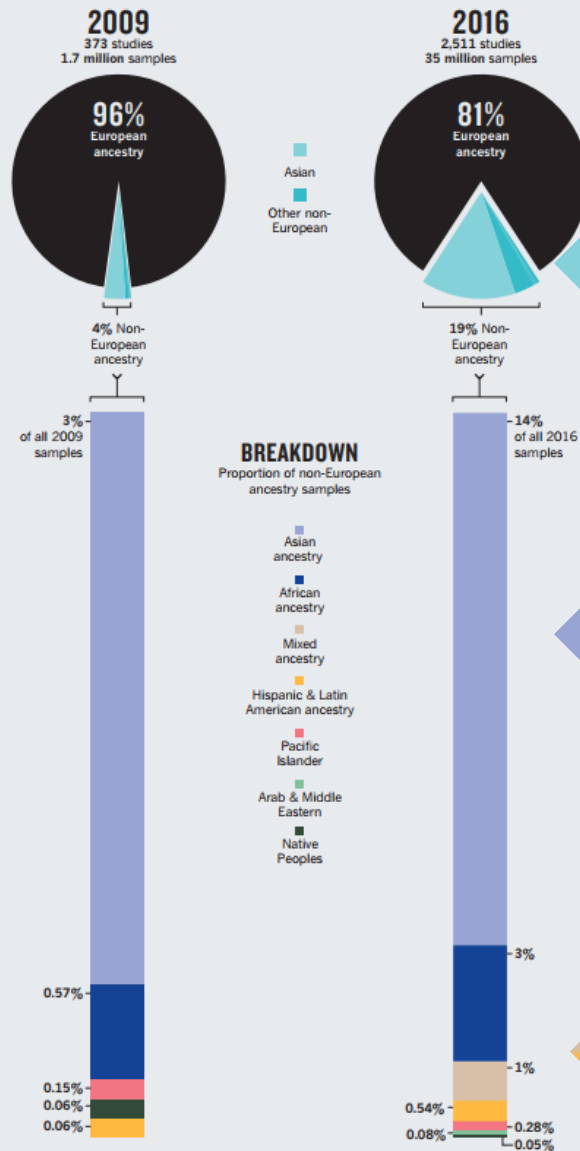 2009
373 studies
1.7 million samples
96%
European
ancestry
4% Non-
European
ancestry
Asian
Other non-
European
2016
2,511 studies
35 million samples
81%
European
ancestry
19% Non-
European
ancestry
3%
of all 2009
samples
0.57%
0.15%
0.06%
0.06%
BREAKDOWN
Proportion of non-European
ancestry samples
Asian
ancestry
African
ancestry
Mixed
ancestry
Hispanic & Latin
American ancestry
Pacific
Islander
Arab & Middle
Eastern
Native
Peoples
14%
of all 2016
samples
3%
1%
0.54%
0.28%
0.08%
0.05%